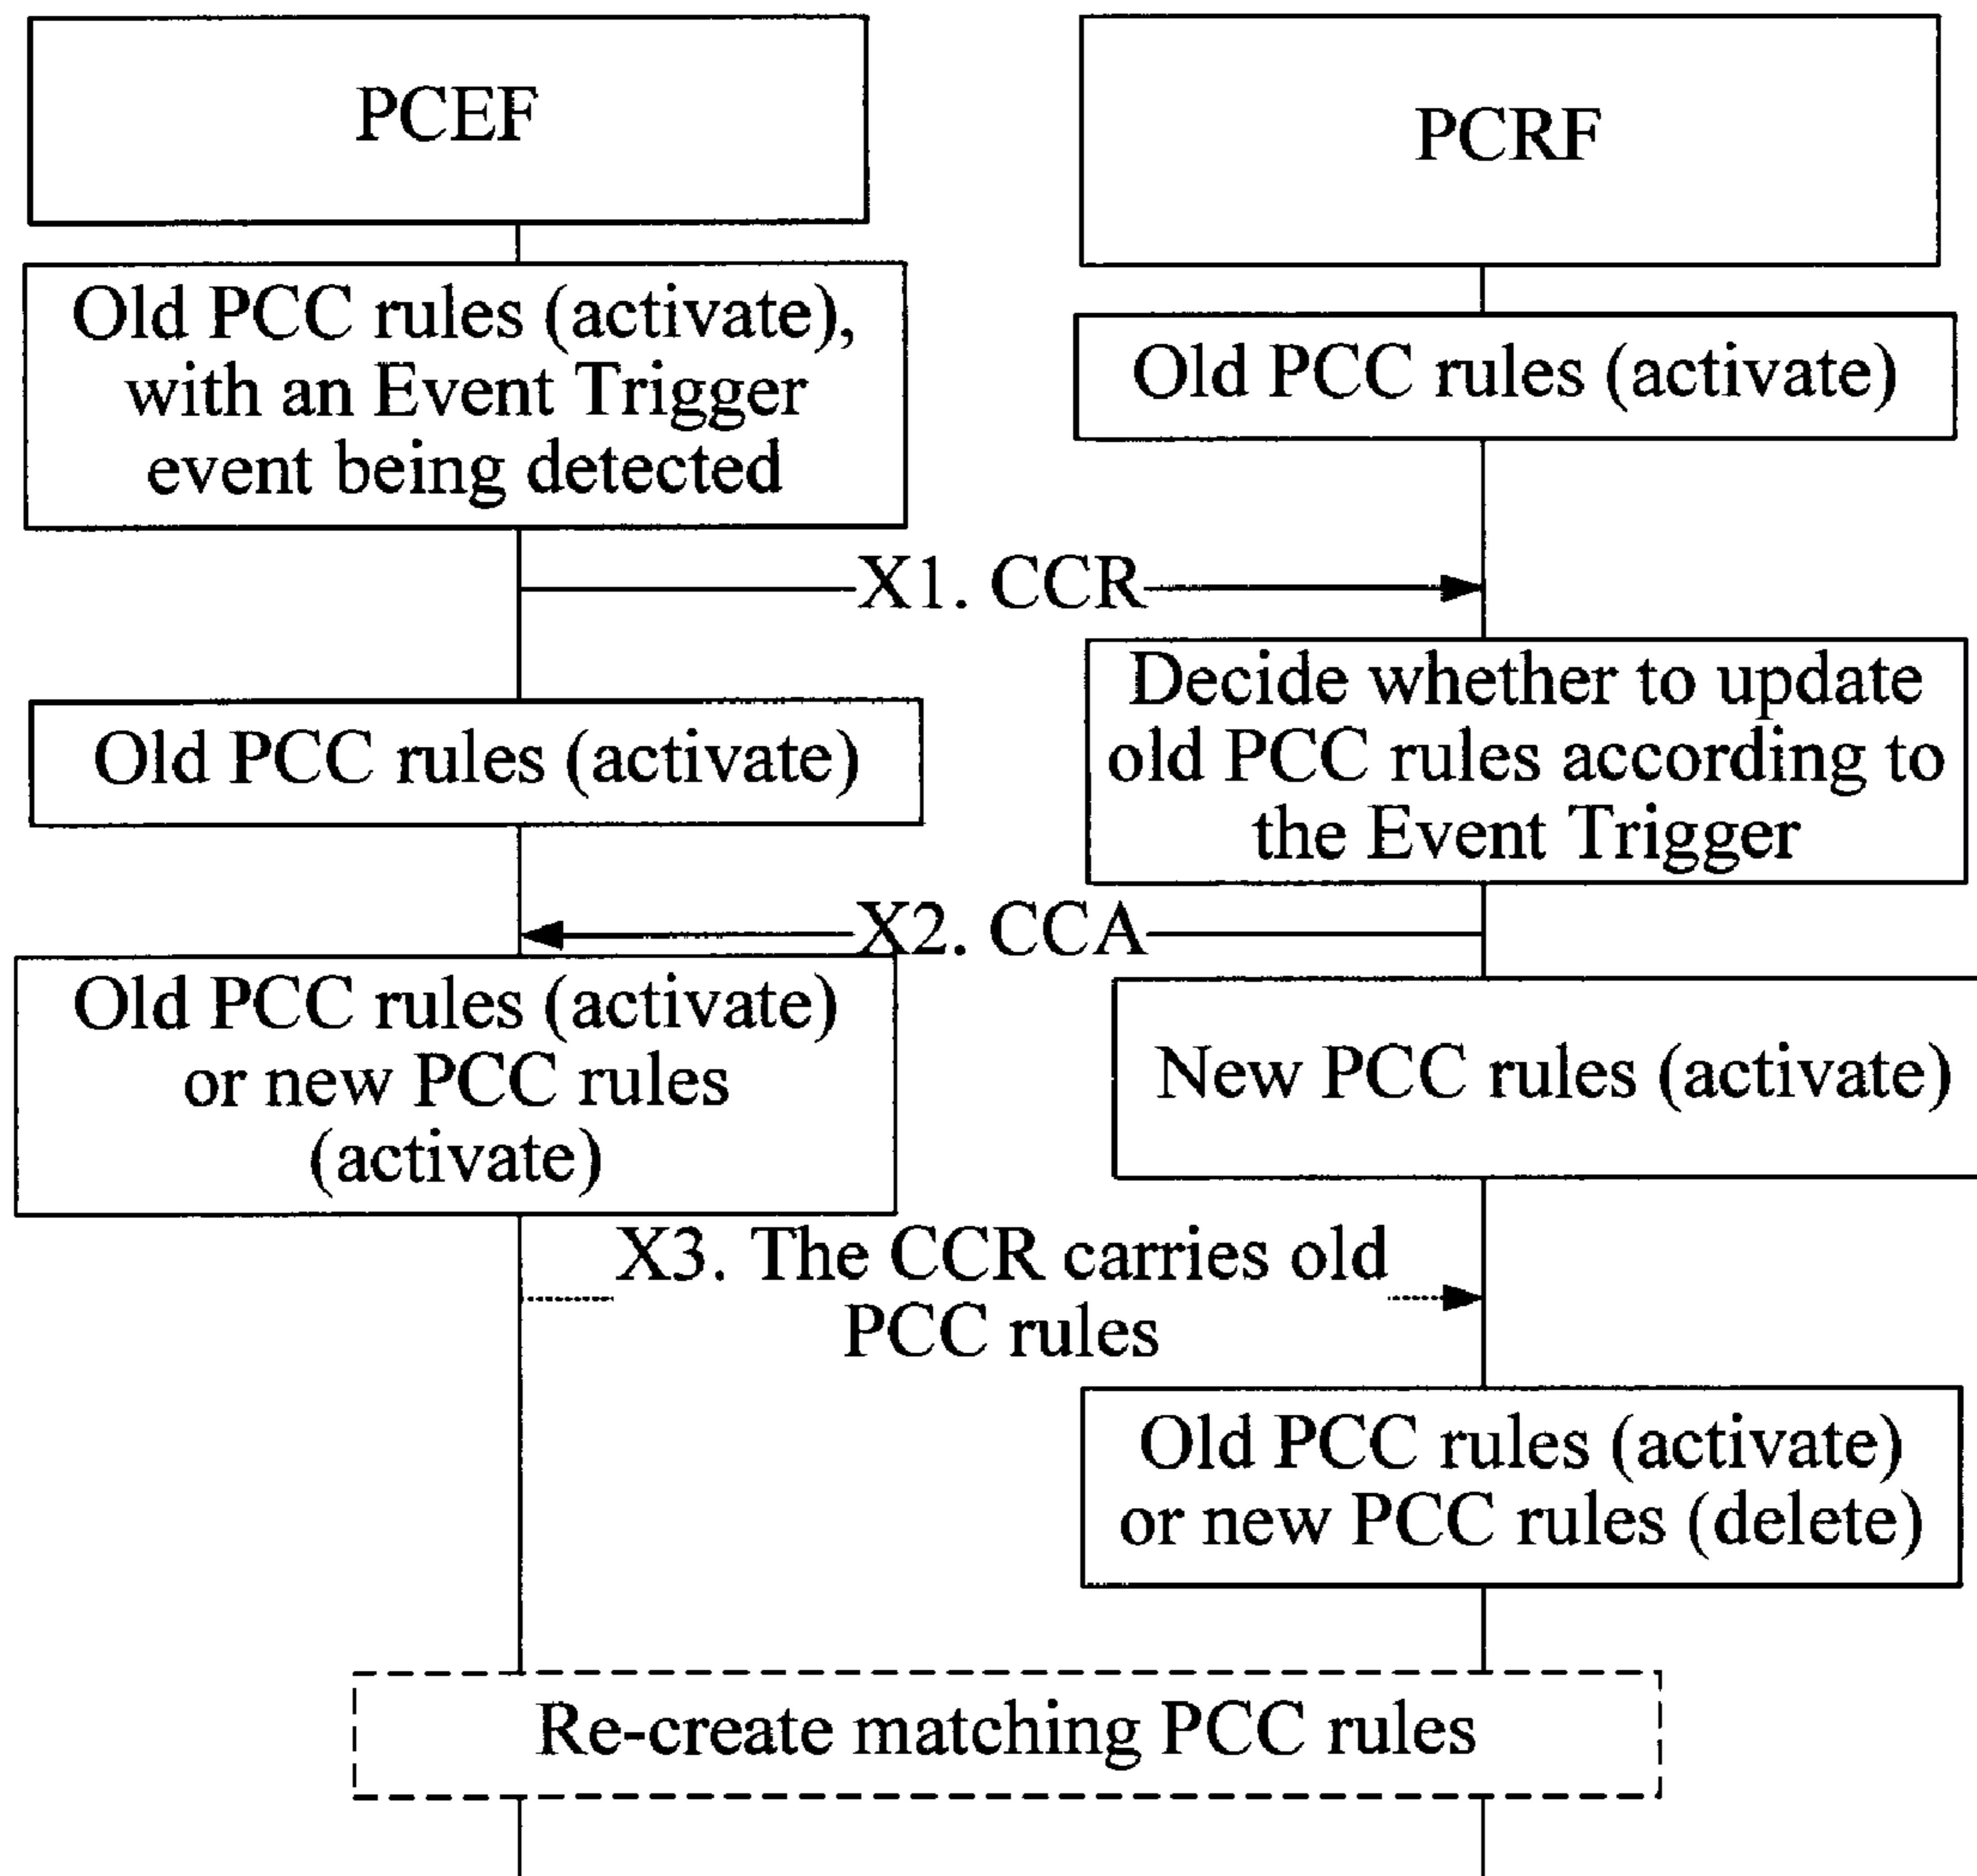 PCEF
PCRF
Old PCC rules (activate),
with an Event Trigger
event being detected
Old PCC rules (activate)
X1. CCR
Decide whether to update
old PCC rules according to
the Event Trigger
Old PCC rules (activate)
X2. CCA
Old PCC rules (activate)
or new PCC rules
(activate)
New PCC rules (activate)
X3. The CCR carries old
PCC rules
Old PCC rules (activate)
or new PCC rules (delete)
Re-create matching PCC rules